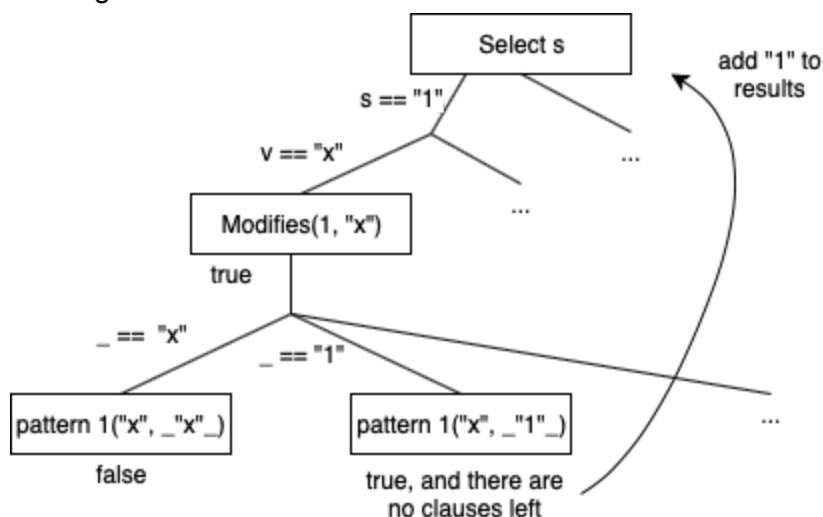 Select s
add "1" to
results
s == "1"
v == "x"
...
...
Modifies(1, "x")
true
_ == "x"
_ == "1"
pattern 1("x", _"x"_)
pattern 1("x", _"1"_)
...
false
true, and there are
no clauses left